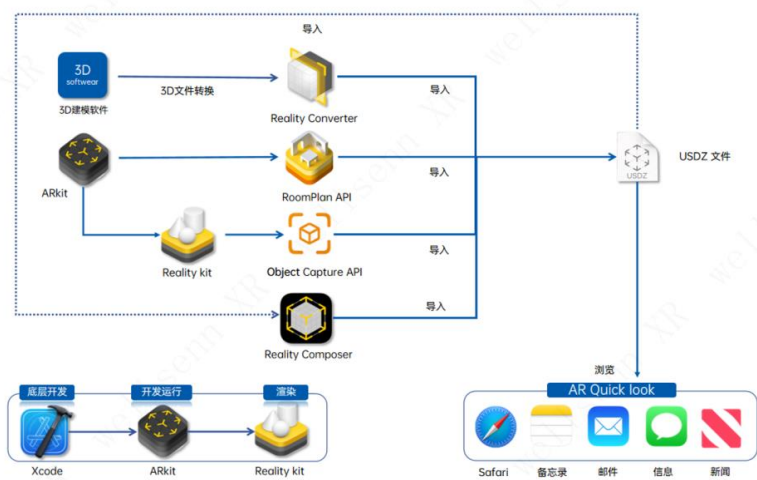 导入
3D
softwear
3D建模软件
3D文件转换
Reality Converter
导入
ARkit
RoomPlan API
导入
USDZ
USDZ 文件
Reality kit
Object Capture API
导入
Reality Composer
导入
浏览
底层开发
开发运行
渲染
Xcode
ARkit
Reality kit
AR Quick look
Safari
备忘录
邮件
信息
新闻